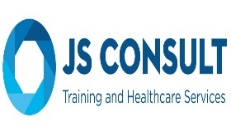 JS CONSULT
Training and Healthcare Services